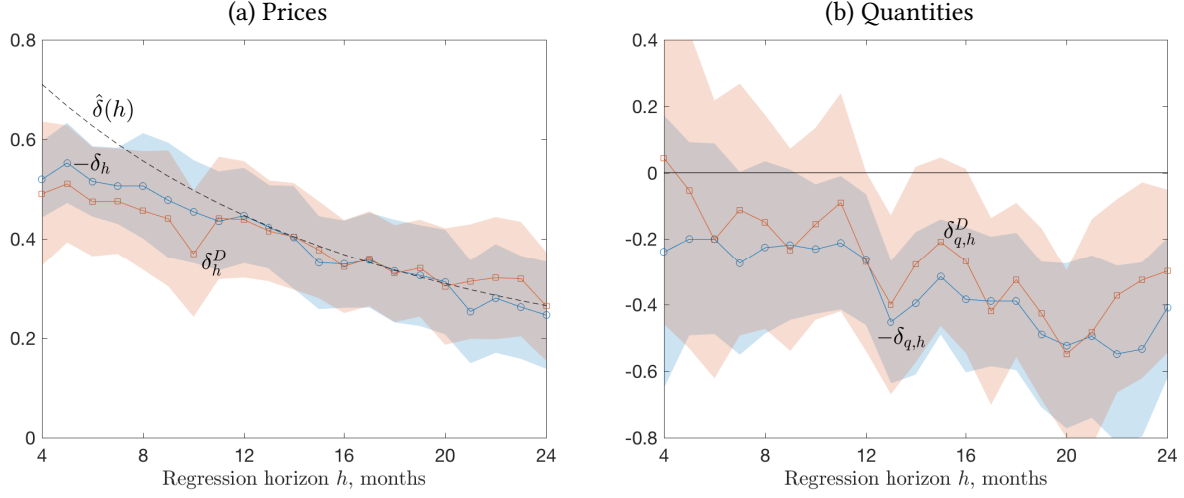 (a) Prices
0.8
0.6
0.4
0.2
0
4
8
12
16
20
24
δ̂(h)
−δ_h
δ_h^D
Regression horizon h, months
(b) Quantities
0.4
0.2
0
-0.2
-0.4
-0.6
-0.8
4
8
12
16
20
24
δ_{q,h}^D
−δ_{q,h}
Regression horizon h, months